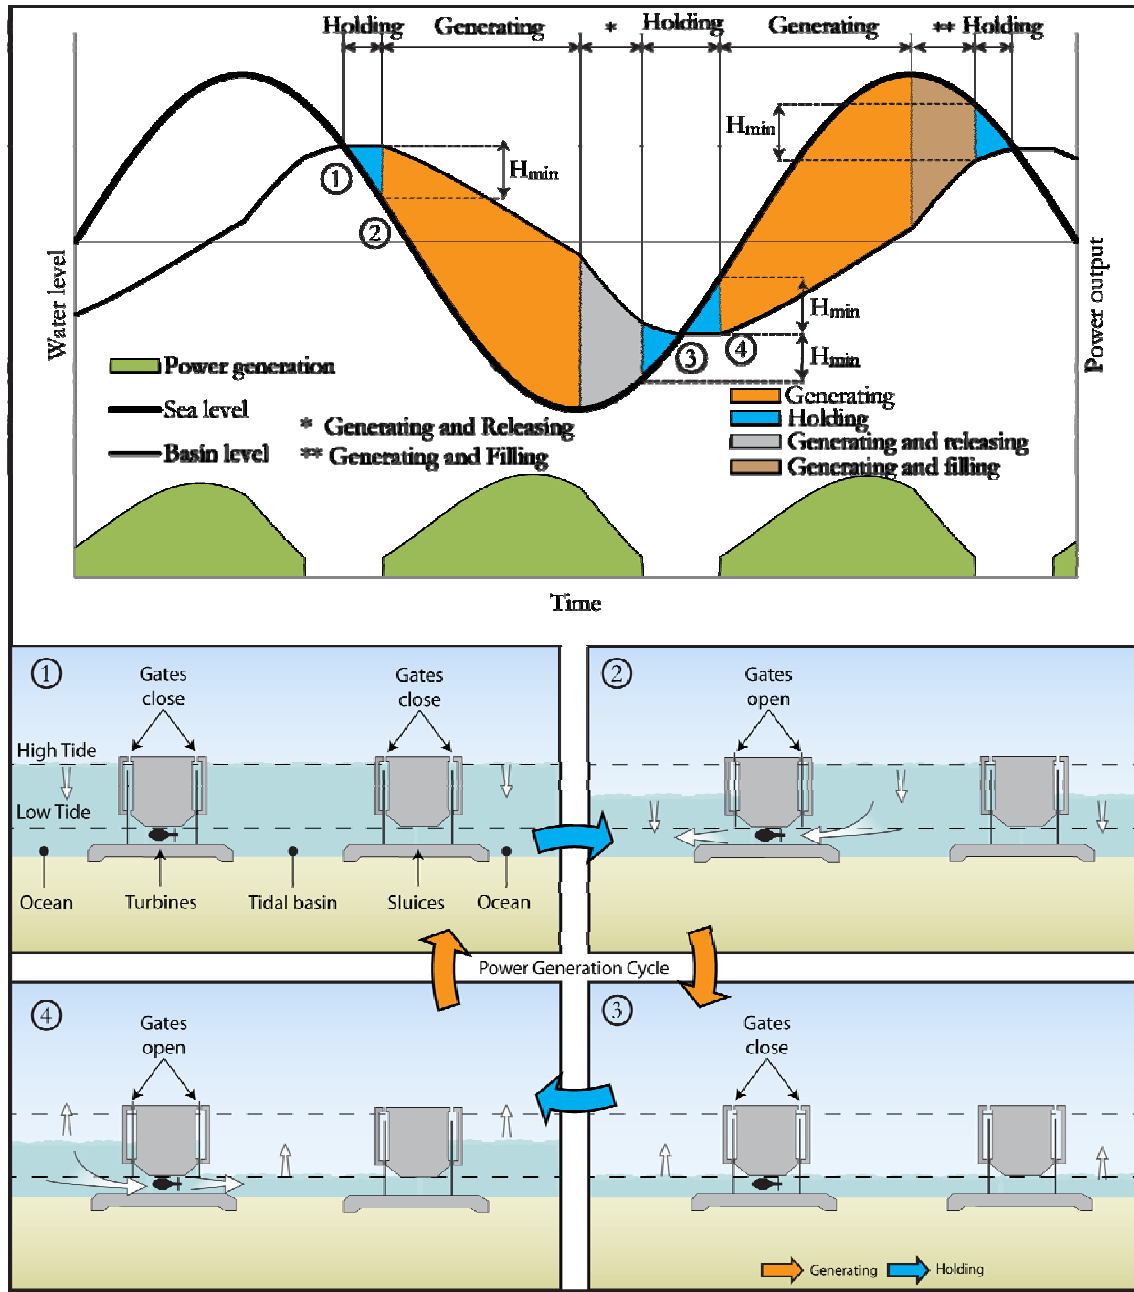 Holding
Generating
*
Holding
Generating
**
Holding
Hmin
Hmin
Hmin
Hmin
1
2
3
4
Water level
Power output
Power generation
Sea level
Basin level
* Generating and Releasing
** Generating and Filling
Generating
Holding
Generating and releasing
Generating and filling
Time
1
Gates
close
Gates
close
High Tide
Low Tide
Ocean
Turbines
Tidal basin
Sluices
Ocean
2
Gates
open
Power Generation Cycle
4
Gates
open
3
Gates
close
Generating
Holding